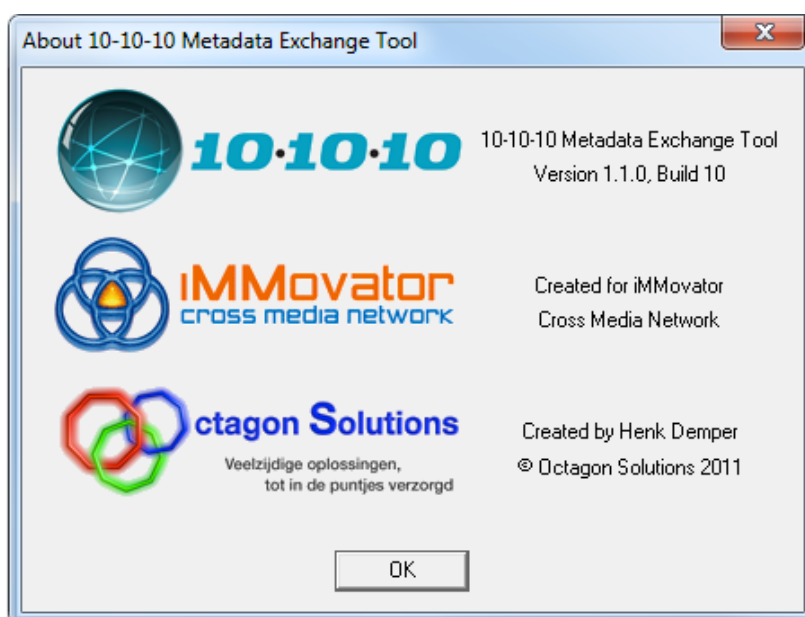 About 10-10-10 Metadata Exchange Tool
10·10·10
10-10-10 Metadata Exchange Tool
Version 1.1.0, Build 10
iMMovator
cross media network
Created for iMMovator
Cross Media Network
Octagon Solutions
Veelzijdige oplossingen,
tot in de puntjes verzorgd
Created by Henk Demper
© Octagon Solutions 2011
OK